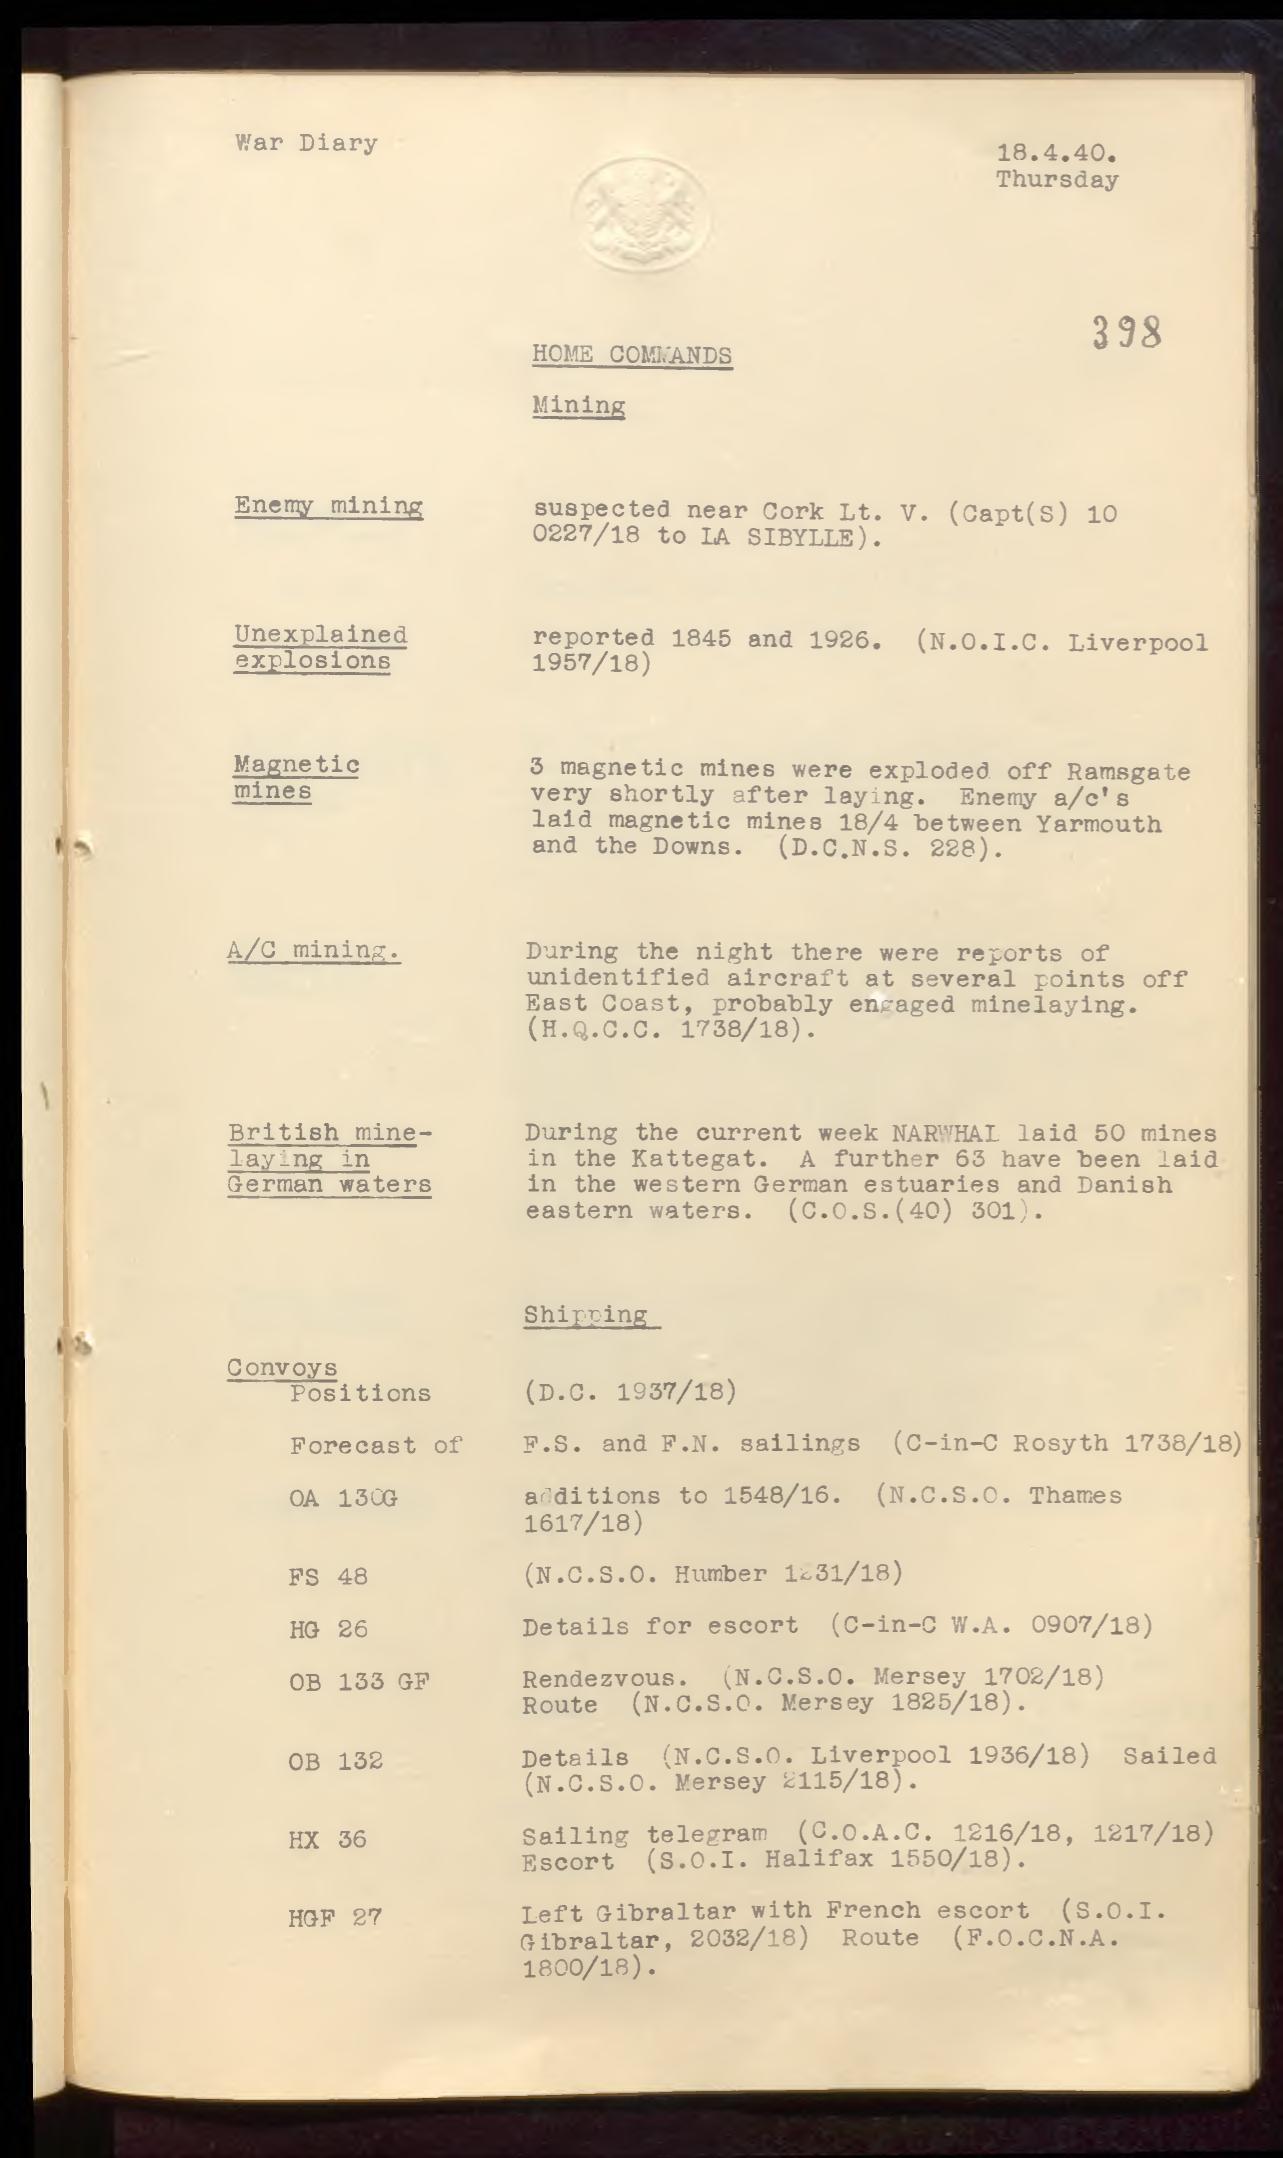 War Diary
18.4.40.
Thursday
398
HOME COMMANDS
Mining
Enemy mining suspected near Cork Lt. V. (Capt(S) 10
0227/18 to LA SIBYLLE).
Unexplained reported 1845 and 1926. (N.O.I.C. Liverpool
explosions 1957/18)
Magnetic 3 magnetic mines were exploded off Ramsgate
mines very shortly after laying. Enemy a/c's
laid magnetic mines 18/4 between Yarmouth
and the Downs. (D.C.N.S. 228).
A/C mining. During the night there were reports of
unidentified aircraft at several points off
East Coast, probably engaged minelaying.
(H.Q.C.C. 1738/18).
British mine- During the current week NARWHAL laid 50 mines
laying in in the Kattegat. A further 63 have been laid
German waters in the western German estuaries and Danish
eastern waters. (C.O.S.(40) 301).
Shipping
Convoys
Positions (D.C. 1937/18)
Forecast of F.S. and F.N. sailings (C-in-C Rosyth 1738/18)
OA 130G additions to 1548/16. (N.C.S.O. Thames
1617/18)
FS 48 (N.C.S.O. Humber 1231/18)
HG 26 Details for escort (C-in-C W.A. 0907/18)
OB 133 GF Rendezvous. (N.C.S.O. Mersey 1702/18)
Route (N.C.S.O. Mersey 1825/18).
OB 132 Details (N.C.S.O. Liverpool 1936/18) Sailed
(N.C.S.O. Mersey 2115/18).
HX 36 Sailing telegram (C.O.A.C. 1216/18, 1217/18)
Escort (S.O.I. Halifax 1550/18).
HGF 27 Left Gibraltar with French escort (S.O.I.
Gibraltar, 2032/18) Route (F.O.C.N.A.
1800/18).